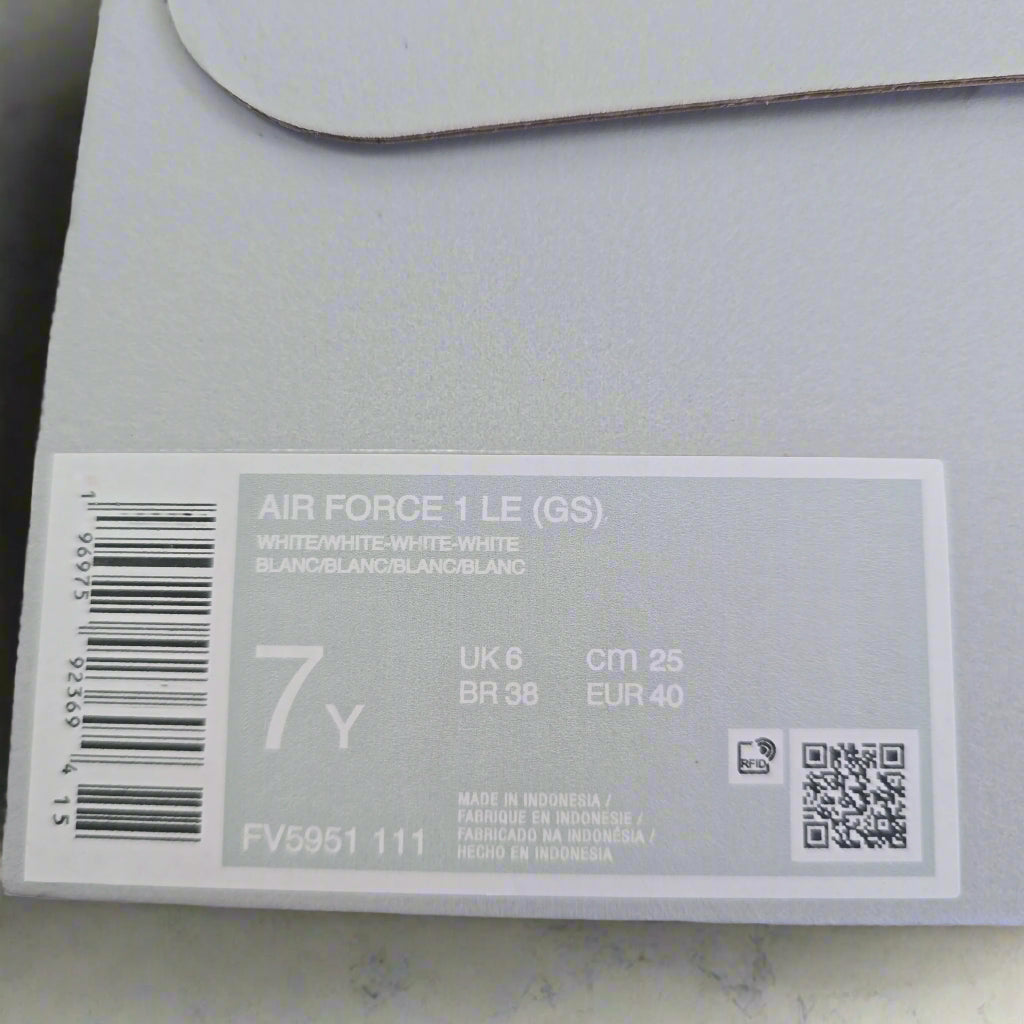 AIR FORCE 1 LE (GS)
WHITE/WHITE-WHITE-WHITE
BLANC/BLANC/BLANC/BLANC
7Y
UK 6 cm 25
BR 38 EUR 40
RFID
MADE IN INDONESIA /
FABRIQUE EN INDONESIE /
FABRICADO NA INDONÉSIA /
HECHO EN INDONESIA
FV5951 111
1 96975 92369 4 15